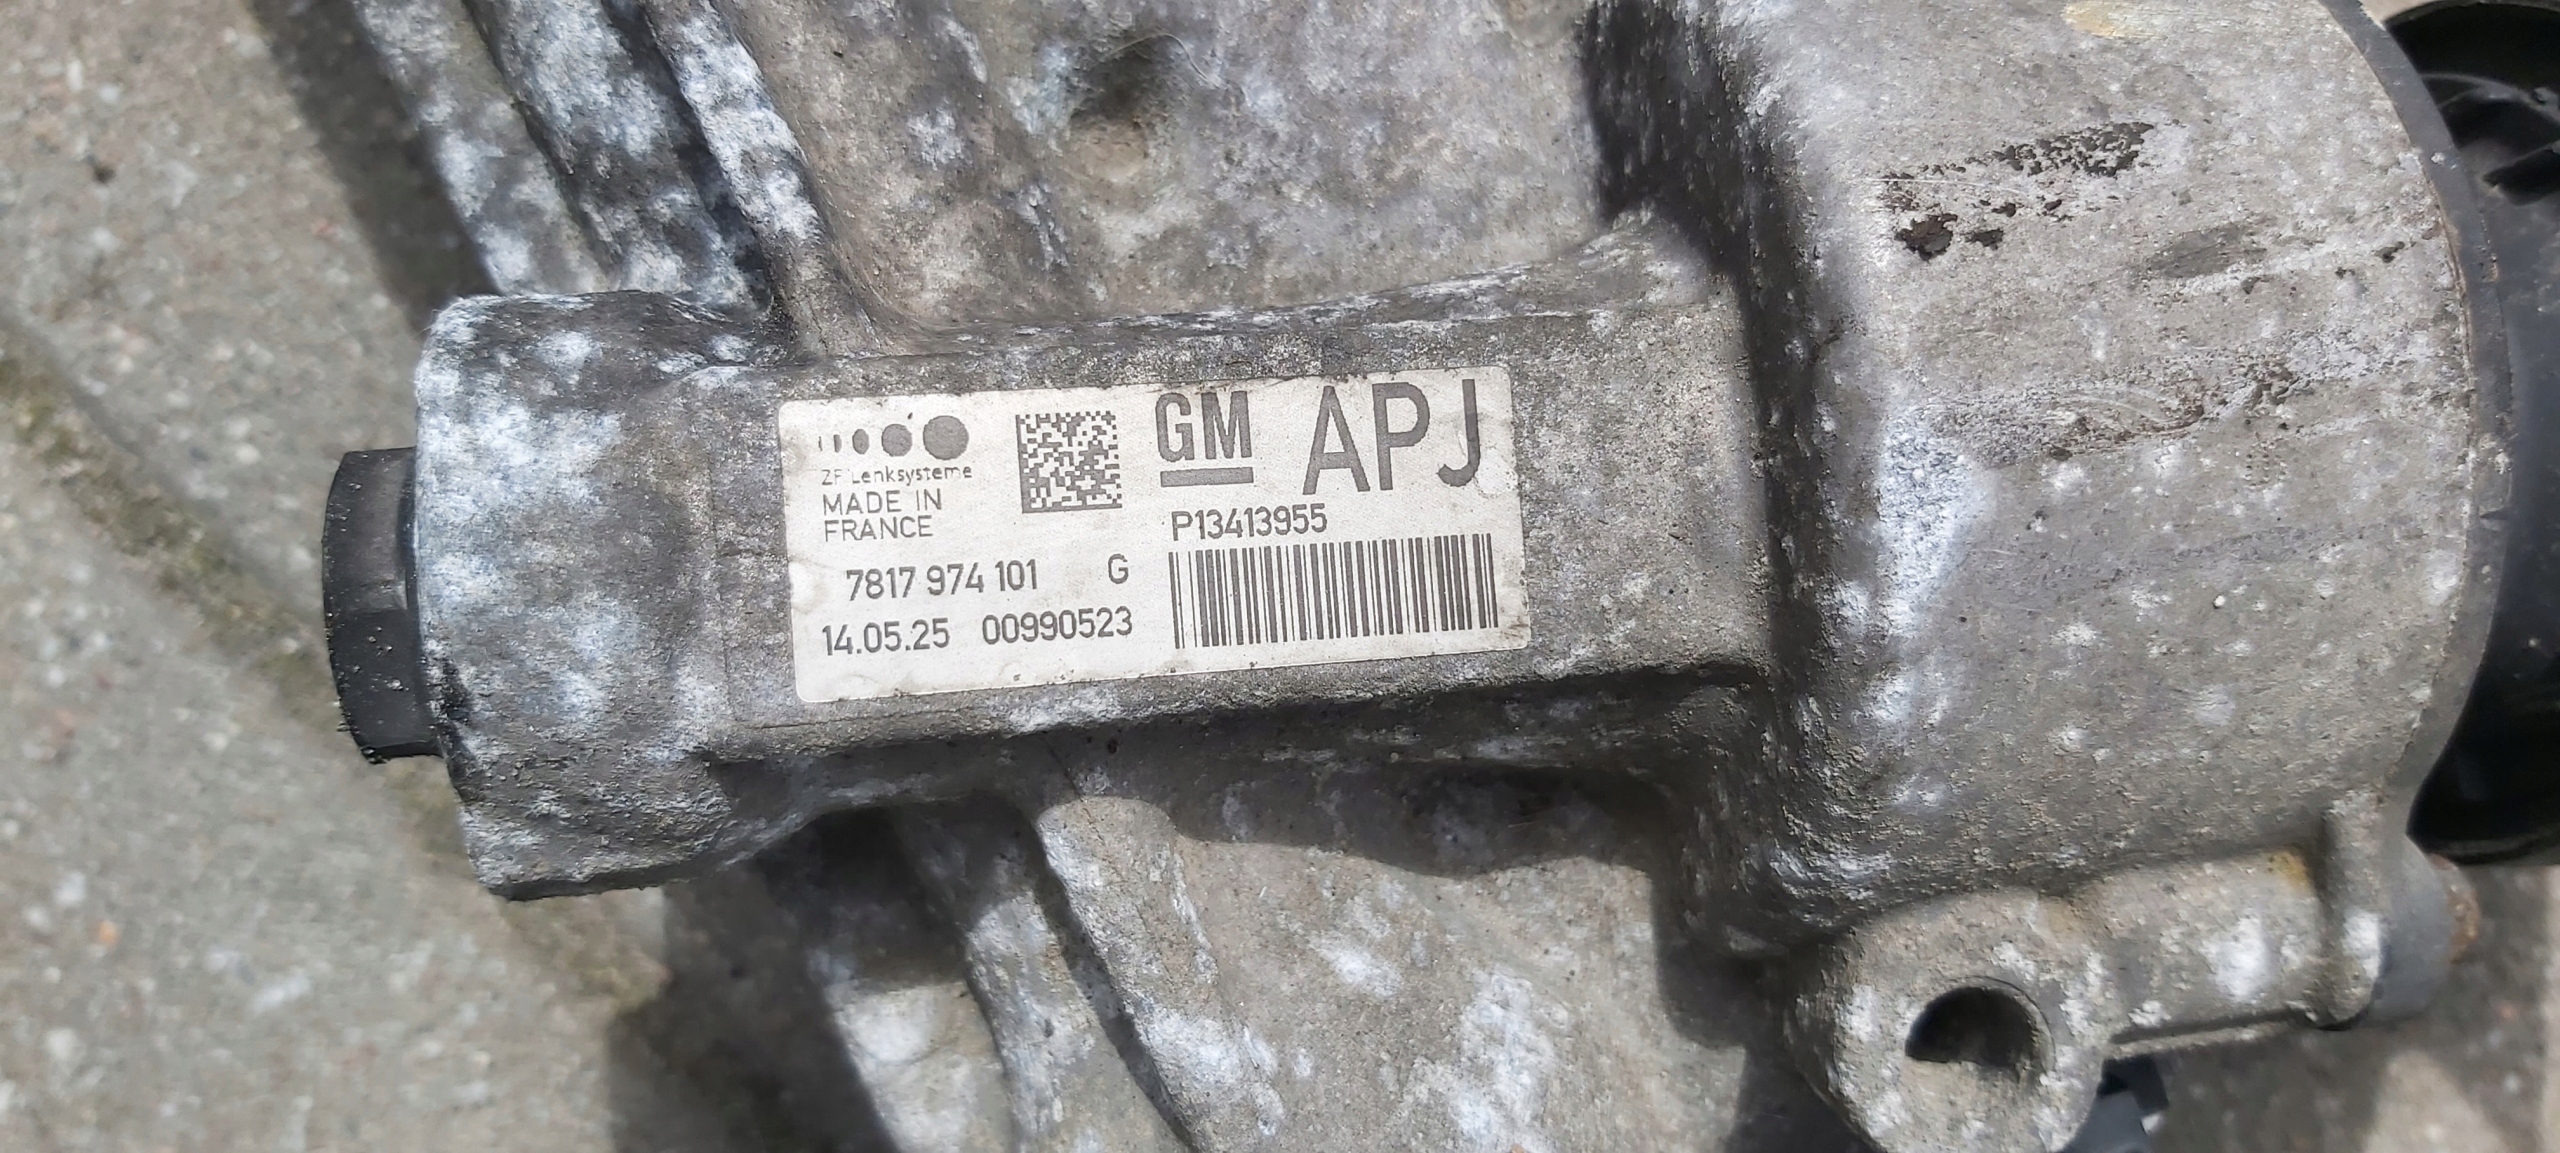 ZF Lenksysteme
MADE IN
FRANCE
GM APJ
P13413955
7817 974 101 G
14.05.25 00990523